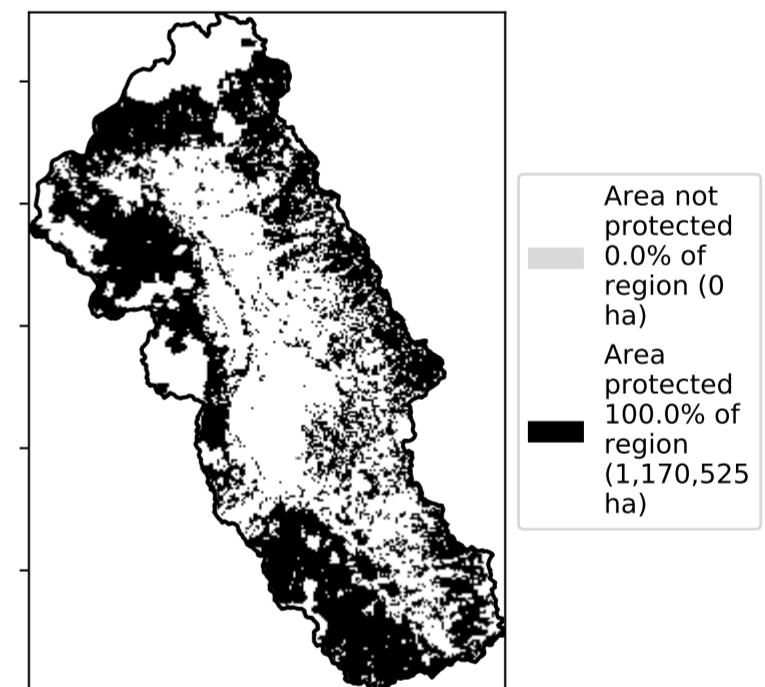 Area not
protected
0.0% of
region (0
ha)
Area
protected
100.0% of
region
(1,170,525
ha)